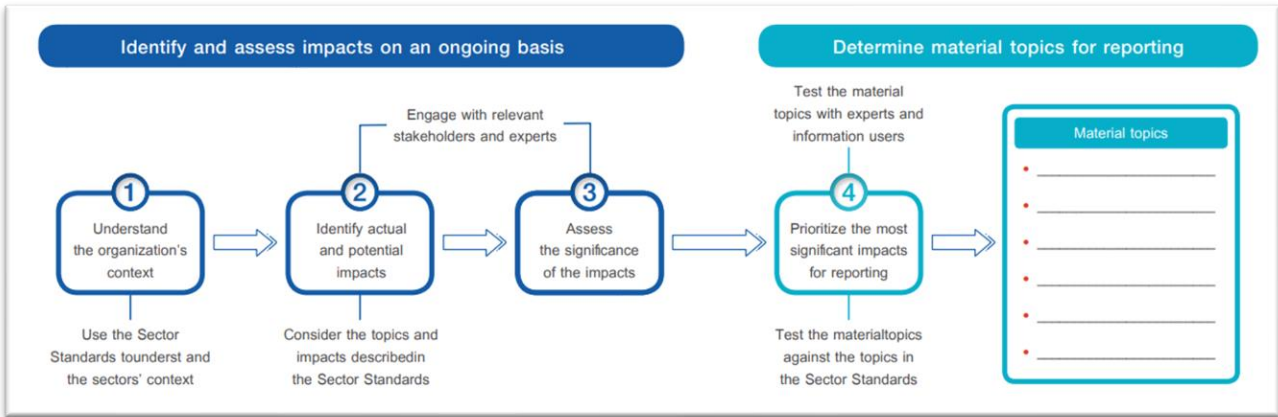 Identify and assess impacts on an ongoing basis
Determine material topics for reporting
Engage with relevant
stakeholders and experts
Test the material
topics with experts and
information users
1
Understand
the organization's
context
2
Identify actual
and potential
impacts
3
Assess
the significance
of the impacts
4
Prioritize the most
significant impacts
for reporting
Use the Sector
Standards tounderst and
the sectors' context
Consider the topics and
impacts describedin
the Sector Standards
Test the materialtopics
against the topics in
the Sector Standards
Material topics